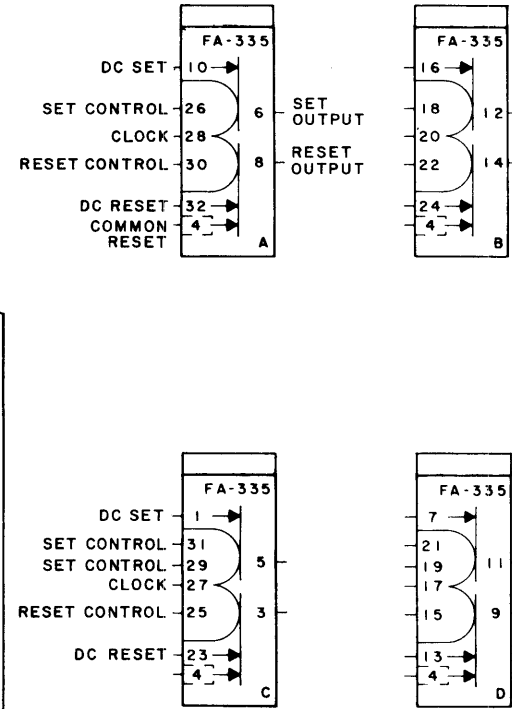 FA-335 FA-335
DC SET 10 16
SET CONTROL 26 6 SET OUTPUT 18 12
CLOCK 28 20
RESET CONTROL 30 8 RESET OUTPUT 22 14
DC RESET 32 24
COMMON RESET 4 A 4 B
FA-335 FA-335
DC SET 1 7
SET CONTROL 31 21
SET CONTROL 29 5 19 11
CLOCK 27 17
RESET CONTROL 25 3 15 9
DC RESET 23 13
4 C 4 D